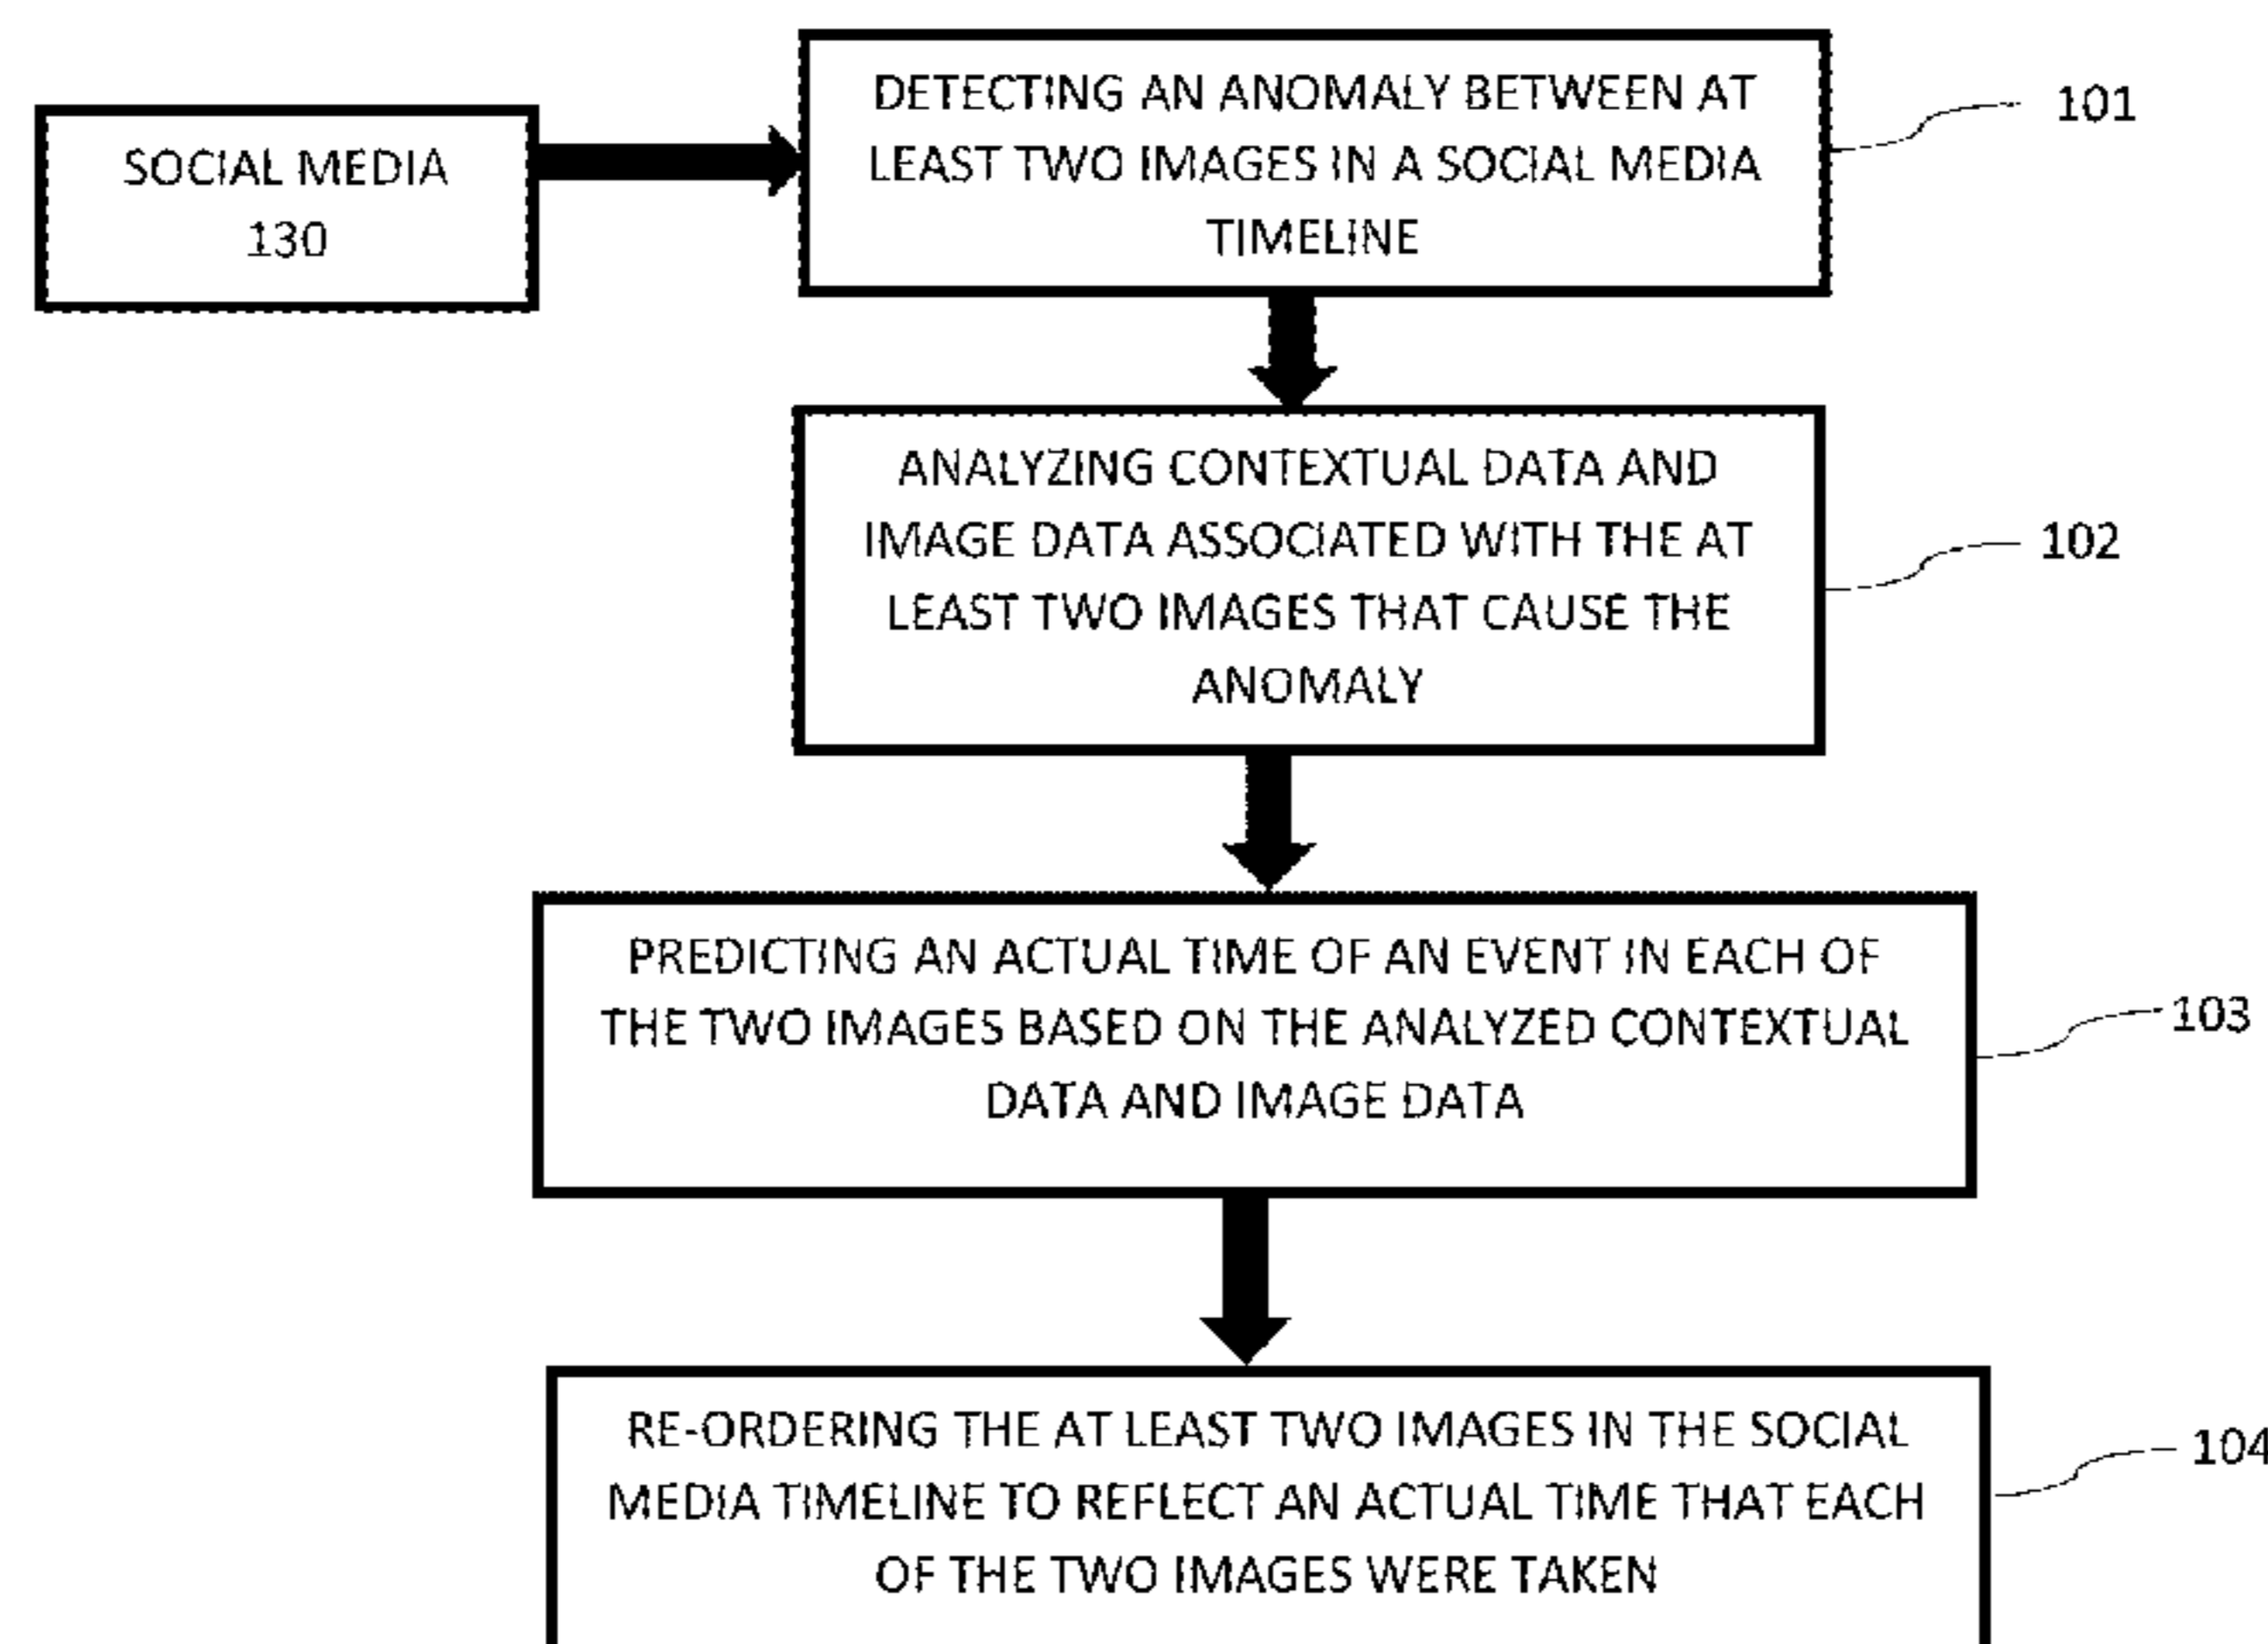 SOCIAL MEDIA
130
DETECTING AN ANOMALY BETWEEN AT
LEAST TWO IMAGES IN A SOCIAL MEDIA
TIMELINE
101
ANALYZING CONTEXTUAL DATA AND
IMAGE DATA ASSOCIATED WITH THE AT
LEAST TWO IMAGES THAT CAUSE THE
ANOMALY
102
PREDICTING AN ACTUAL TIME OF AN EVENT IN EACH OF
THE TWO IMAGES BASED ON THE ANALYZED CONTEXTUAL
DATA AND IMAGE DATA
103
RE-ORDERING THE AT LEAST TWO IMAGES IN THE SOCIAL
MEDIA TIMELINE TO REFLECT AN ACTUAL TIME THAT EACH
OF THE TWO IMAGES WERE TAKEN
104